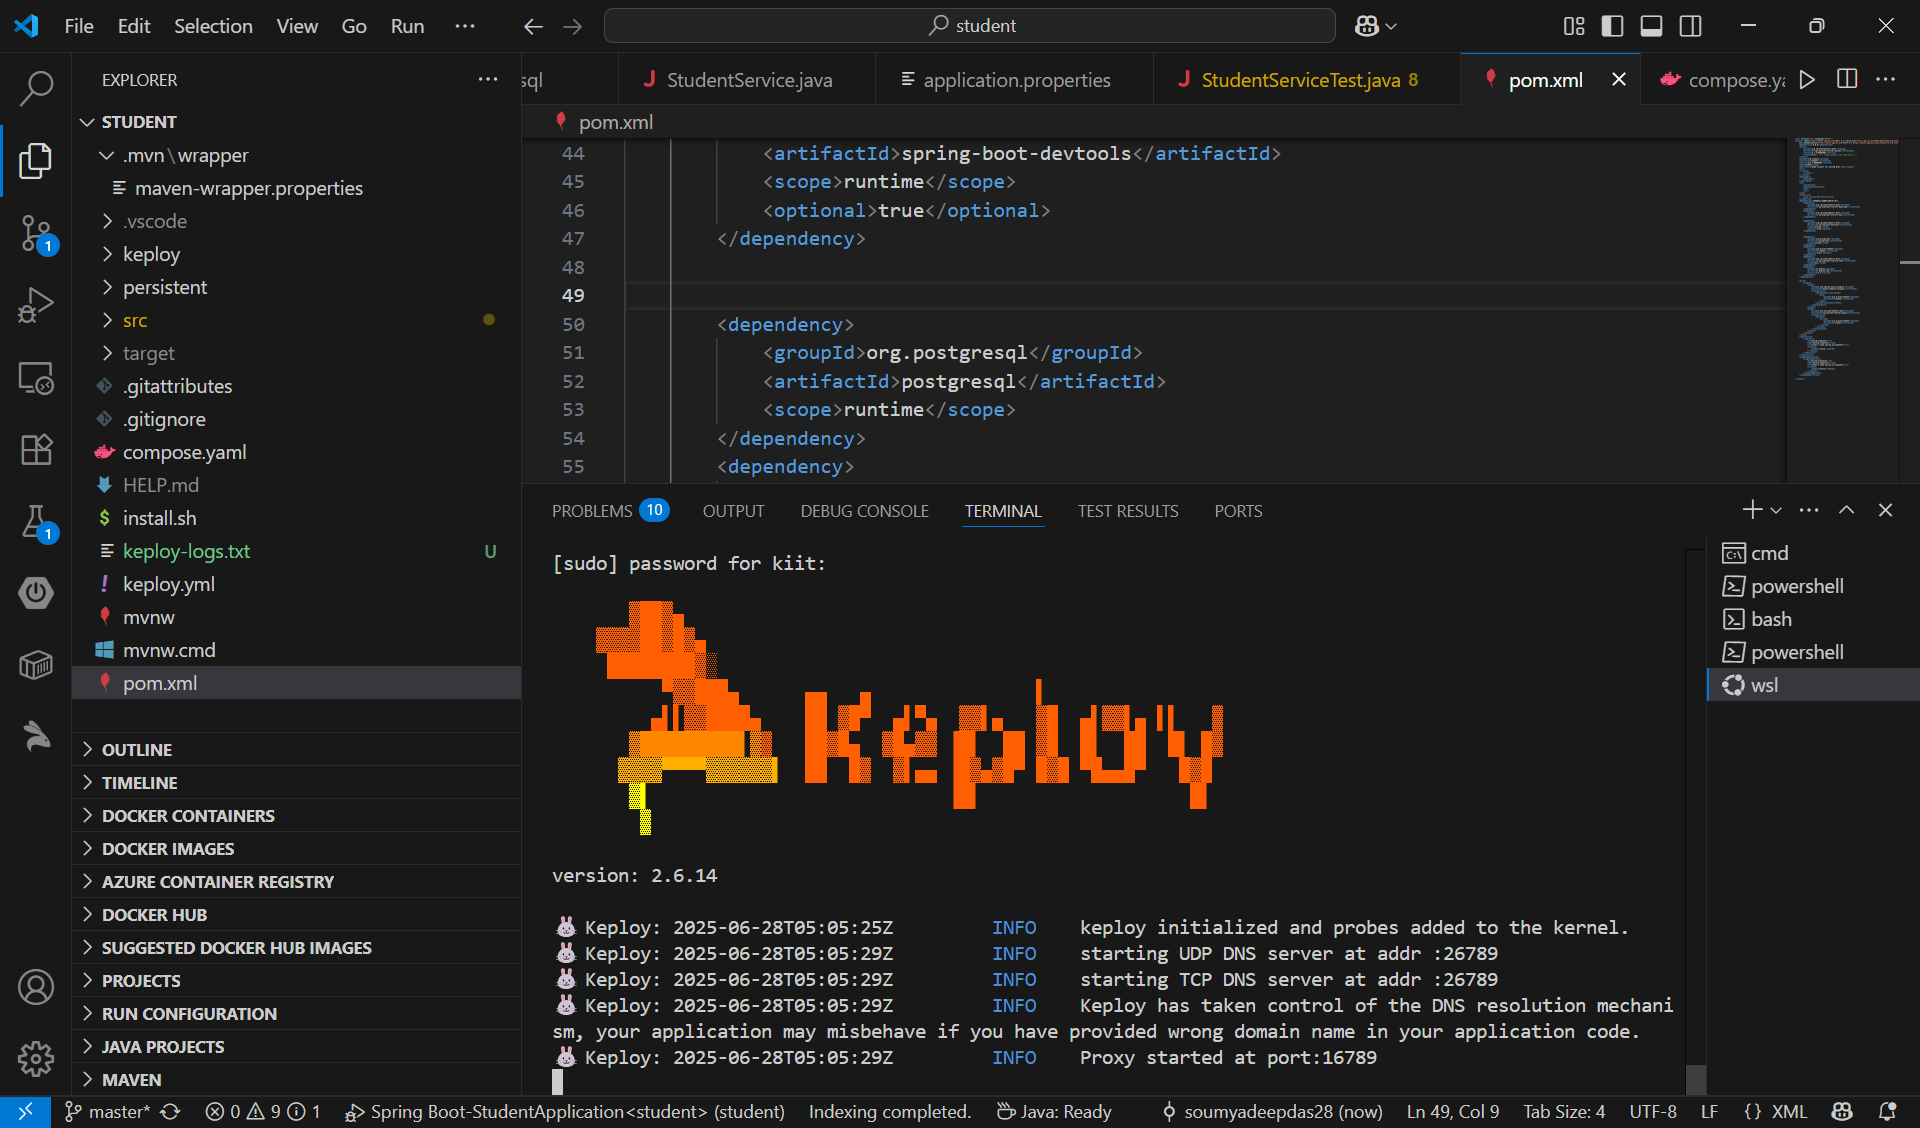 File Edit Selection View Go Run ···
student
EXPLORER
STUDENT
.mvn\wrapper
maven-wrapper.properties
.vscode
keploy
persistent
src
target
.gitattributes
.gitignore
compose.yaml
HELP.md
install.sh
keploy-logs.txt U
keploy.yml
mvnw
mvnw.cmd
pom.xml
OUTLINE
TIMELINE
DOCKER CONTAINERS
DOCKER IMAGES
AZURE CONTAINER REGISTRY
DOCKER HUB
SUGGESTED DOCKER HUB IMAGES
PROJECTS
RUN CONFIGURATION
JAVA PROJECTS
MAVEN
1
1
sql StudentService.java application.properties StudentServiceTest.java 8 pom.xml compose.ya
pom.xml
44 <artifactId>spring-boot-devtools</artifactId>
45 <scope>runtime</scope>
46 <optional>true</optional>
47 </dependency>
48
49
50 <dependency>
51 <groupId>org.postgresql</groupId>
52 <artifactId>postgresql</artifactId>
53 <scope>runtime</scope>
54 </dependency>
55 <dependency>
PROBLEMS 10 OUTPUT DEBUG CONSOLE TERMINAL TEST RESULTS PORTS
[sudo] password for kiit:
Keploy
version: 2.6.14
🐰 Keploy: 2025-06-28T05:05:25Z INFO keploy initialized and probes added to the kernel.
🐰 Keploy: 2025-06-28T05:05:29Z INFO starting UDP DNS server at addr :26789
🐰 Keploy: 2025-06-28T05:05:29Z INFO starting TCP DNS server at addr :26789
🐰 Keploy: 2025-06-28T05:05:29Z INFO Keploy has taken control of the DNS resolution mechani
sm, your application may misbehave if you have provided wrong domain name in your application code.
🐰 Keploy: 2025-06-28T05:05:29Z INFO Proxy started at port:16789
cmd
powershell
bash
powershell
wsl
master* 0 9 1 Spring Boot-StudentApplication<student> (student) Indexing completed. Java: Ready soumyadeepdas28 (now) Ln 49, Col 9 Tab Size: 4 UTF-8 LF {} XML